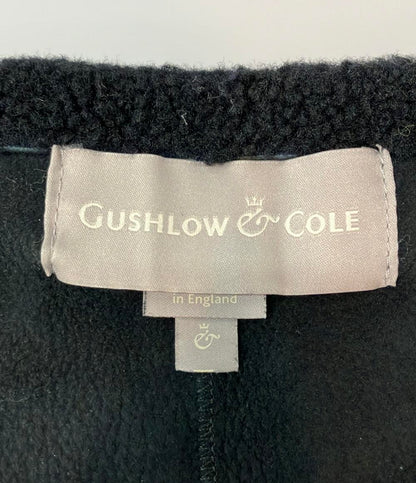 GUSHLOW & COLE
in England
&